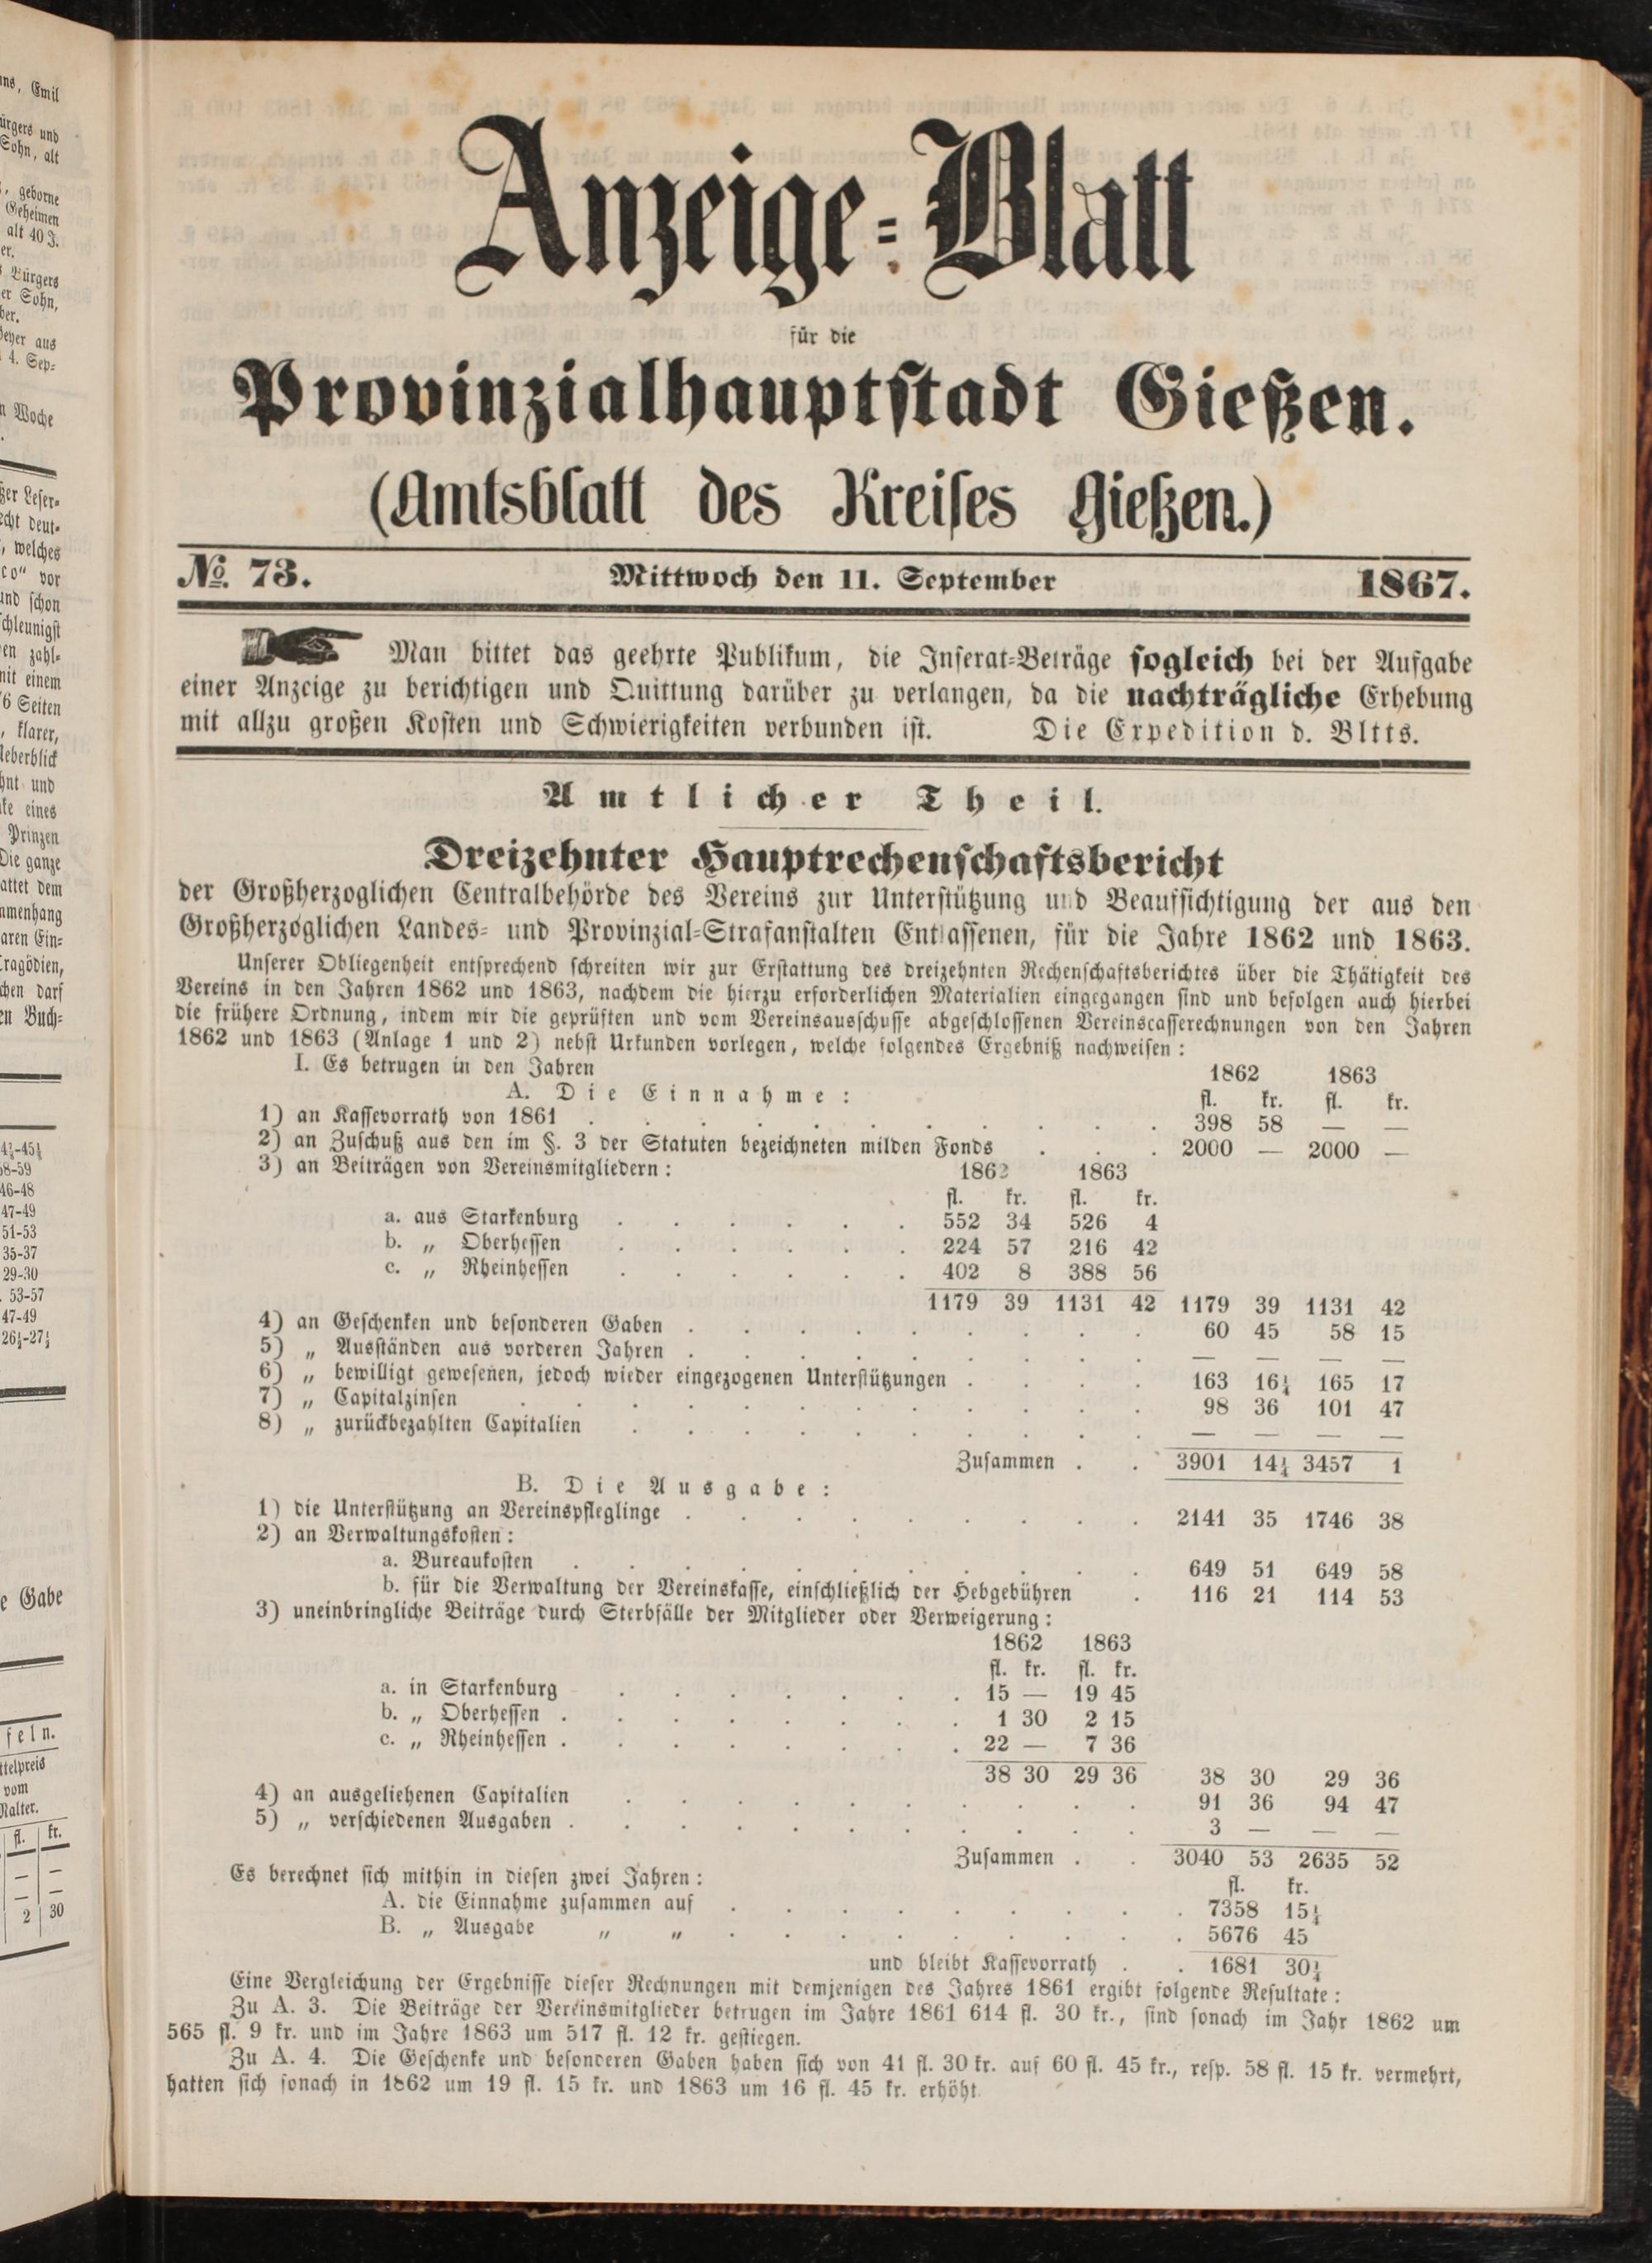 Anzeige=Blatt
für die
Provinzialhauptstadt Gießen.
(Amtsblatt des Kreises Gießen.)
№. 73. Mittwoch den 11. September 1867.
Man bittet das geehrte Publikum, die Inserat=Beträge sogleich bei der Aufgabe
einer Anzeige zu berichtigen und Quittung darüber zu verlangen, da die nachträgliche Erhebung
mit allzu großen Kosten und Schwierigkeiten verbunden ist. Die Expedition d. Bltts.
Amtlicher Theil.
Dreizehnter Hauptrechenschaftsbericht
der Großherzoglichen Centralbehörde des Vereins zur Unterstützung und Beaufsichtigung der aus den
Großherzoglichen Landes= und Provinzial=Strafanstalten Entlassenen, für die Jahre 1862 und 1863.
Unserer Obliegenheit entsprechend schreiten wir zur Erstattung des dreizehnten Rechenschaftsberichtes über die Thätigkeit des
Vereins in den Jahren 1862 und 1863, nachdem die hierzu erforderlichen Materialien eingegangen sind und befolgen auch hierbei
die frühere Ordnung, indem wir die geprüften und vom Vereinsausschusse abgeschlossenen Vereinscasserechnungen von den Jahren
1862 und 1863 (Anlage 1 und 2) nebst Urkunden vorlegen, welche folgendes Ergebniß nachweisen:
I. Es betrugen in den Jahren 1862 1863
A. Die Einnahme: fl. kr. fl. kr.
1) an Kassevorrath von 1861 . . . . . . . . . . 398 58 — —
2) an Zuschuß aus den im §. 3 der Statuten bezeichneten milden Fonds . . . 2000 — 2000 —
3) an Beiträgen von Vereinsmitgliedern: 1862 1863
fl. kr. fl. kr.
a. aus Starkenburg . . . . . . 552 34 526 4
b. „ Oberhessen . . . . . . 224 57 216 42
c. „ Rheinhessen . . . . . . 402 8 388 56
1179 39 1131 42 1179 39 1131 42
4) an Geschenken und besonderen Gaben . . . . . . . . . 60 45 58 15
5) „ Ausständen aus vorderen Jahren . . . . . . . . . — — — —
6) „ bewilligt gewesenen, jedoch wieder eingezogenen Unterstützungen . . . . 163 16¼ 165 17
7) „ Capitalzinsen . . . . . . . . . . . . 98 36 101 47
8) „ zurückbezahlten Capitalien . . . . . . . . . . — — — —
Zusammen . . 3901 14¼ 3457 1
B. Die Ausgabe:
1) die Unterstützung an Vereinspfleglinge . . . . . . . . . 2141 35 1746 38
2) an Verwaltungskosten:
a. Bureaukosten . . . . . . . . . . . 649 51 649 58
b. für die Verwaltung der Vereinskasse, einschließlich der Hebgebühren . 116 21 114 53
3) uneinbringliche Beiträge durch Sterbfälle der Mitglieder oder Verweigerung:
1862 1863
fl. kr. fl. kr.
a. in Starkenburg . . . . . . . 15 — 19 45
b. „ Oberhessen . . . . . . . . 1 30 2 15
c. „ Rheinhessen . . . . . . . . 22 — 7 36
38 30 29 36 38 30 29 36
4) an ausgeliehenen Capitalien . . . . . . . . . . 91 36 94 47
5) „ verschiedenen Ausgaben . . . . . . . . . . . 3 — — —
Zusammen . . 3040 53 2635 52
Es berechnet sich mithin in diesen zwei Jahren: fl. kr.
A. die Einnahme zusammen auf . . . . . . . . . 7358 15¼
B. „ Ausgabe „ „ . . . . . . . . . 5676 45
und bleibt Kassevorrath . . 1681 30¼
Eine Vergleichung der Ergebnisse dieser Rechnungen mit demjenigen des Jahres 1861 ergibt folgende Resultate:
Zu A. 3. Die Beiträge der Vereinsmitglieder betrugen im Jahre 1861 614 fl. 30 kr., sind sonach im Jahr 1862 um
565 fl. 9 kr. und im Jahre 1863 um 517 fl. 12 kr. gestiegen.
Zu A. 4. Die Geschenke und besonderen Gaben haben sich von 41 fl. 30 kr. auf 60 fl. 45 kr., resp. 58 fl. 15 kr. vermehrt,
hatten sich sonach in 1862 um 19 fl. 15 kr. und 1863 um 16 fl. 45 kr. erhöht.